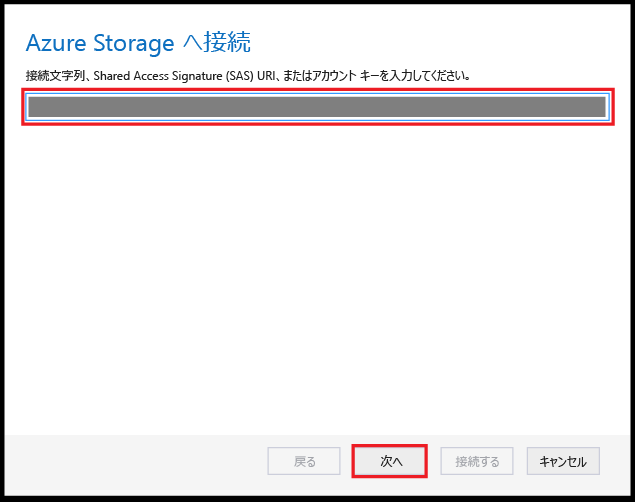 Azure Storage へ接続
接続文字列、Shared Access Signature (SAS) URI、またはアカウント キーを入力してください。
戻る
次へ
接続する
キャンセル